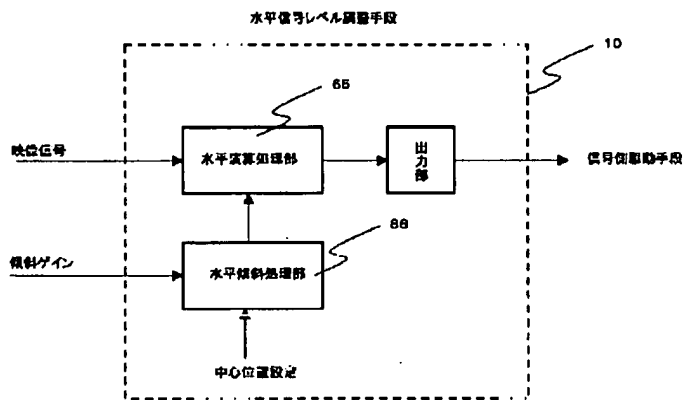 水平信号レベル調整手段
10
65
映像信号
水平演算処理部
出力部
信号側駆動手段
88
傾斜ゲイン
水平傾斜処理部
中心位置設定